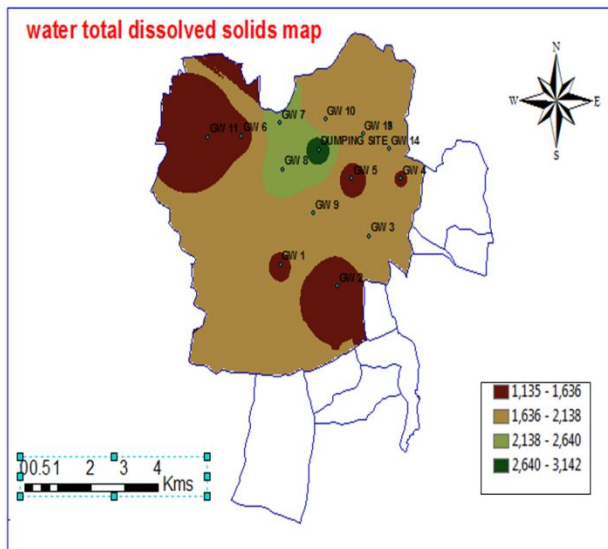 water total dissolved solids map
N
W E
S
GW 7
GW 10
GW 11
GW 6
DUMPING SITE
GW 14
GW 8
GW 5
GW 4
GW 9
GW 3
GW 1
GW 2
1,135 - 1,636
1,636 - 2,138
2,138 - 2,640
2,640 - 3,142
00.51 2 3 4
Kms